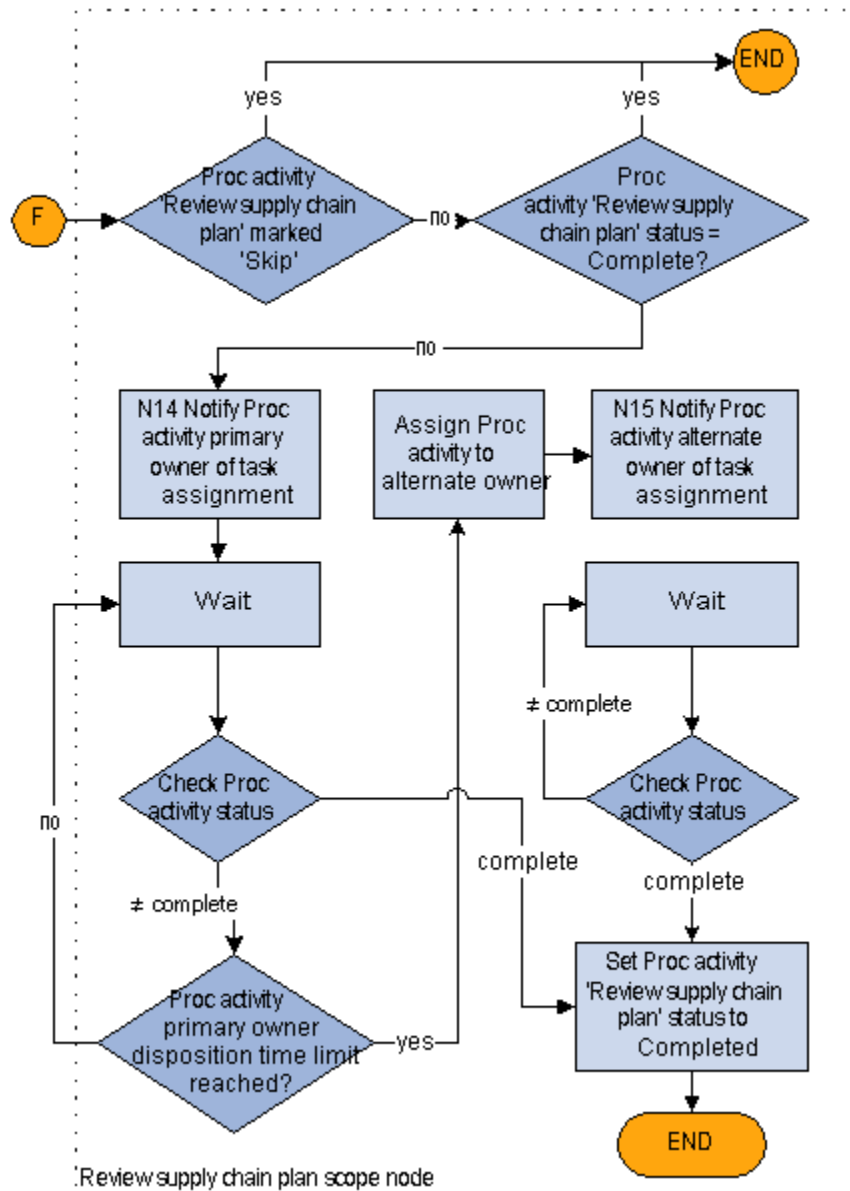 END
yes
yes
Proc activity
'Review supply chain
plan' marked
'Skip'
Proc
activity 'Review supply
chain plan' status =
Complete?
F
no
no
N14 Notify Proc
activity primary
owner of task
assignment
Assign Proc
activity to
alternate owner
N15 Notify Proc
activity alternate
owner of task
assignment
Wait
Wait
≠ complete
Check Proc
activity status
Check Proc
activity status
no
complete
complete
≠ complete
Set Proc activity
'Review supply chain
plan' status to
Completed
Proc activity
primary owner
disposition time limit
reached?
yes
END
Review supply chain plan scope node